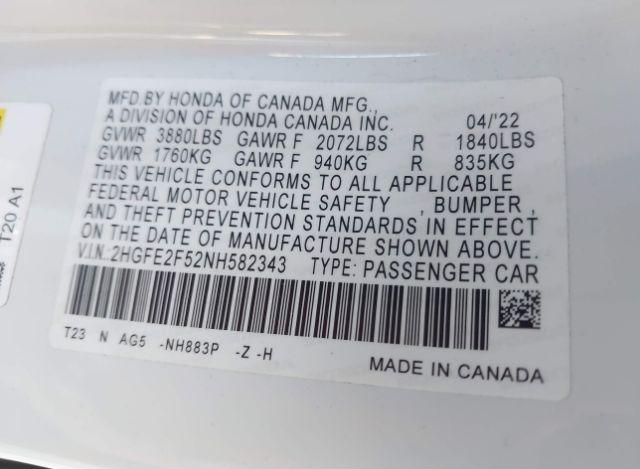 MFD.BY HONDA OF CANADA MFG.,
A DIVISION OF HONDA CANADA INC. 04/'22
GVWR 3880LBS GAWR F 2072LBS R 1840LBS
GVWR 1760KG GAWR F 940KG R 835KG
THIS VEHICLE CONFORMS TO ALL APPLICABLE
FEDERAL MOTOR VEHICLE SAFETY , BUMPER ,
AND THEFT PREVENTION STANDARDS IN EFFECT
ON THE DATE OF MANUFACTURE SHOWN ABOVE.
V.I.N.:2HGFE2F52NH582343 TYPE: PASSENGER CAR
T23 N AG5 -NH883P -Z -H
MADE IN CANADA
T20 A1